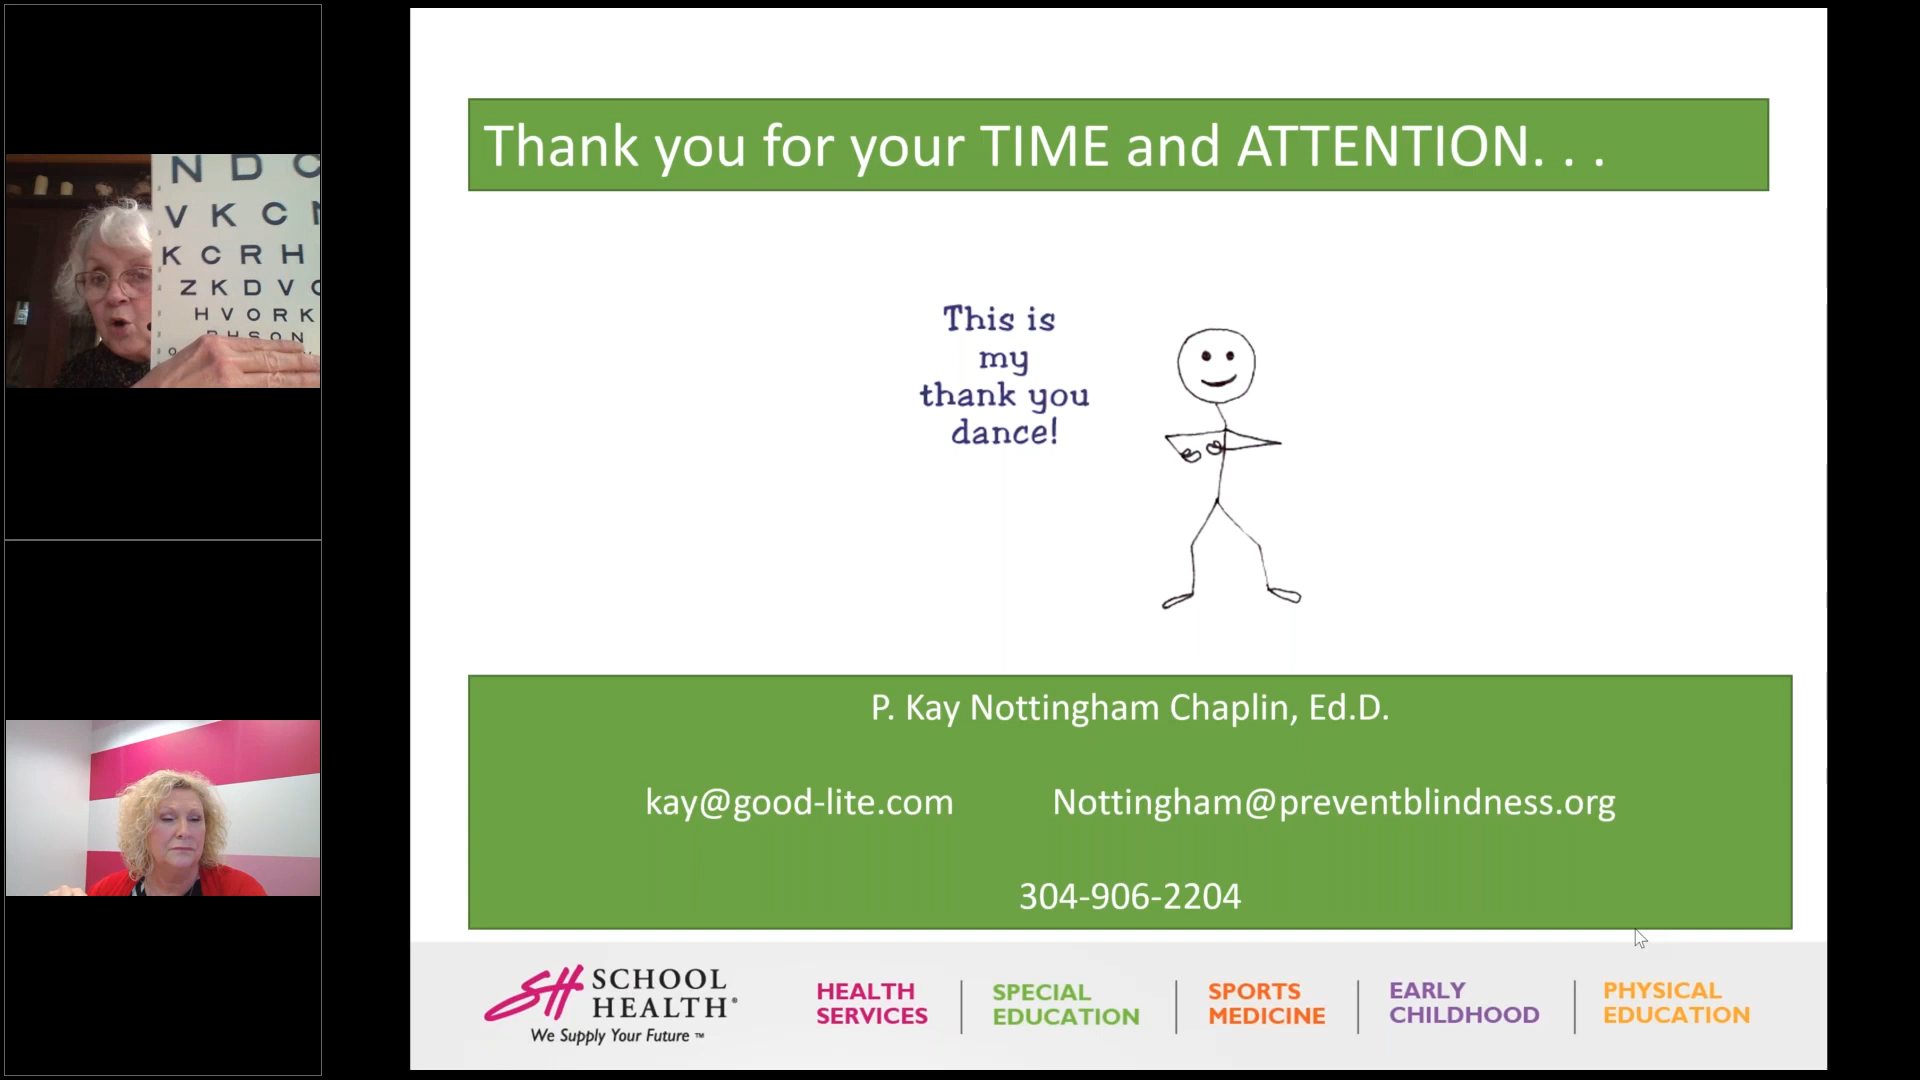 N D C
V K C N
K C R H
Z K D V
H V O R K
H S O N
Thank you for your TIME and ATTENTION. . .
This is
my
thank you
dance!
P. Kay Nottingham Chaplin, Ed.D.
kay@good-lite.com Nottingham@preventblindness.org
304-906-2204
SH SCHOOL
HEALTH®
We Supply Your Future ™
HEALTH
SERVICES
SPECIAL
EDUCATION
SPORTS
MEDICINE
EARLY
CHILDHOOD
PHYSICAL
EDUCATION